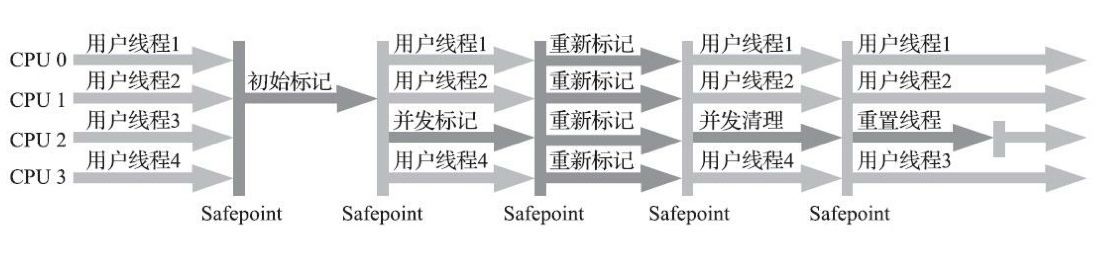 CPU 0 用户线程1 用户线程1 重新标记 用户线程1 用户线程1
初始标记
CPU 1 用户线程2 用户线程2 重新标记 用户线程2 用户线程2
CPU 2 用户线程3 并发标记 重新标记 并发清理 重置线程
CPU 3 用户线程4 用户线程4 重新标记 用户线程4 用户线程3
Safepoint Safepoint Safepoint Safepoint Safepoint